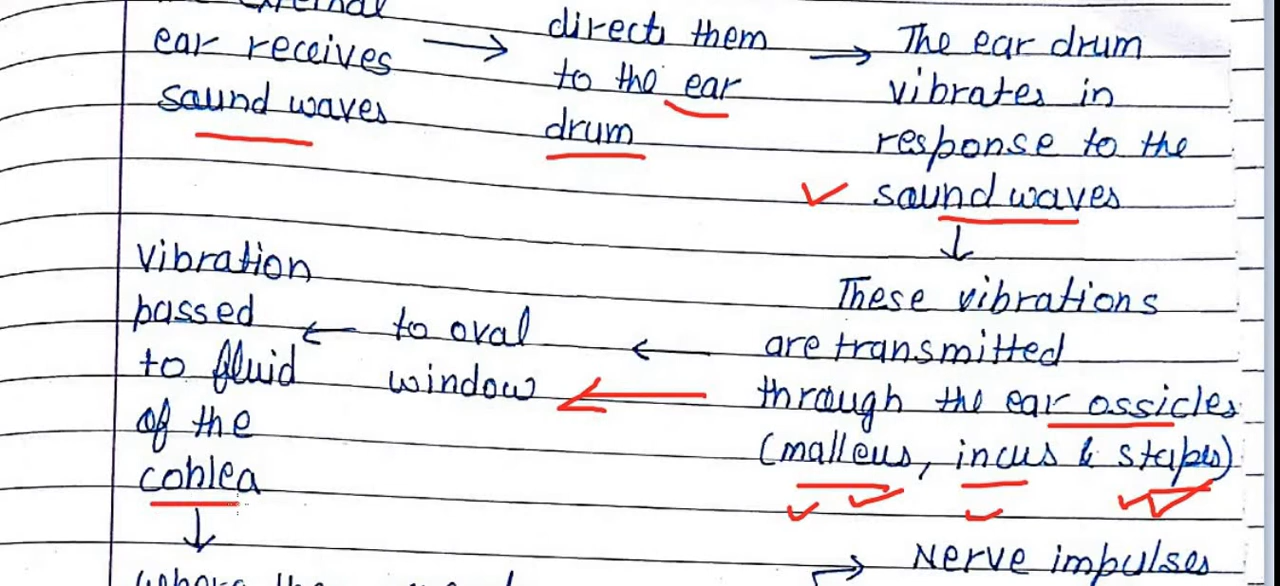 external
ear receives
sound waves
→
direct them
to the ear
drum
→
The ear drum
vibrates in
response to the
sound waves
↓
These vibrations
are transmitted
through the ear ossicles
(malleus, incus & stapes)
←
to oval
window
←
vibration
passed
to fluid
of the
cohlea
↓
→ Nerve impulses